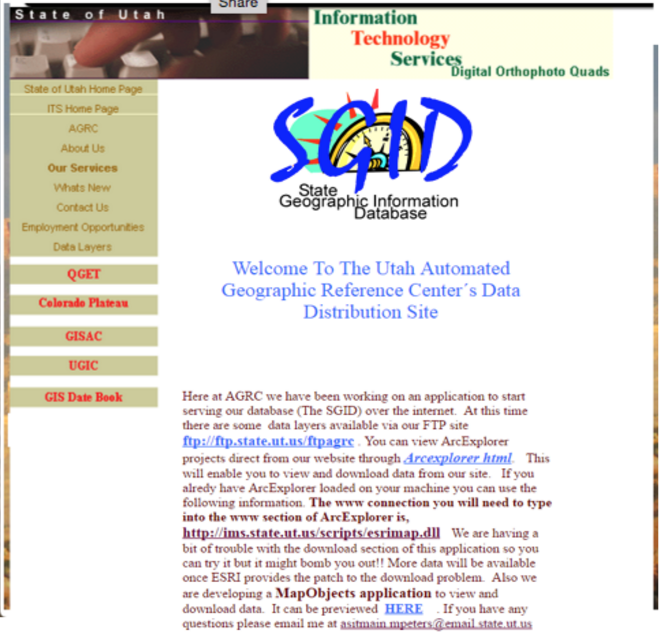 Share
State of Utah
Information
Technology
Services
Digital Orthophoto Quads
State of Utah Home Page
ITS Home Page
AGRC
About Us
Our Services
Whats New
Contact Us
Employment Opportunities
Data Layers
QGET
Colorado Plateau
GISAC
UGIC
GIS Date Book
SGID
State
Geographic Information
Database
Welcome To The Utah Automated
Geographic Reference Center´s Data
Distribution Site
Here at AGRC we have been working on an application to start
serving our database (The SGID) over the internet. At this time
there are some data layers available via our FTP site
ftp://ftp.state.ut.us/ftpagrc . You can view ArcExplorer
projects direct from our website through Arcexplorer html. This
will enable you to view and download data from our site. If you
alredy have ArcExplorer loaded on your machine you can use the
following information. The www connection you will need to type
into the www section of ArcExplorer is,
http://ims.state.ut.us/scripts/esrimap.dll We are having a
bit of trouble with the download section of this application so you
can try it but it might bomb you out!! More data will be available
once ESRI provides the patch to the download problem. Also we
are developing a MapObjects application to view and
download data. It can be previewed HERE . If you have any
questions please email me at asitmain.mpeters@email.state.ut.us